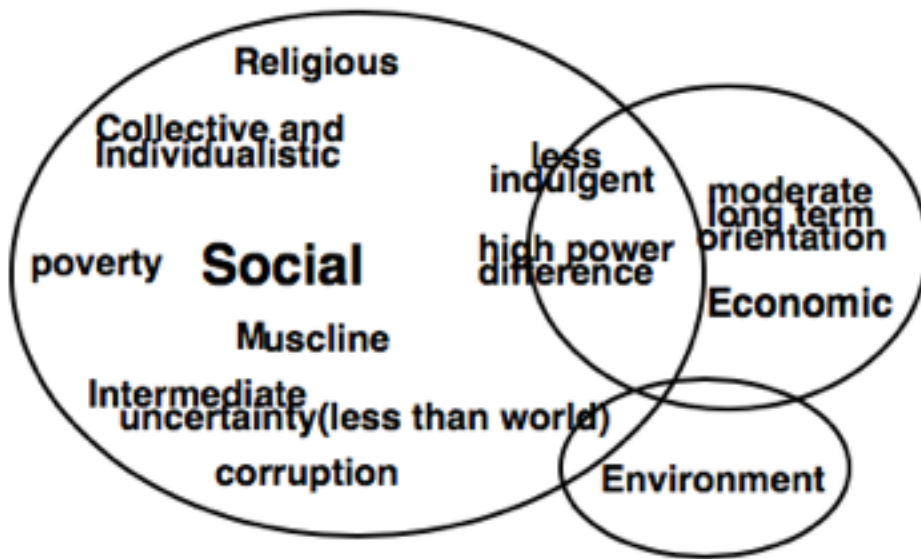 Religious
Collective and
Individualistic
less
indulgent
moderate
long term
orientation
high power
difference
poverty
Social
Economic
Muscline
Intermediate
uncertainty(less than world)
corruption
Environment